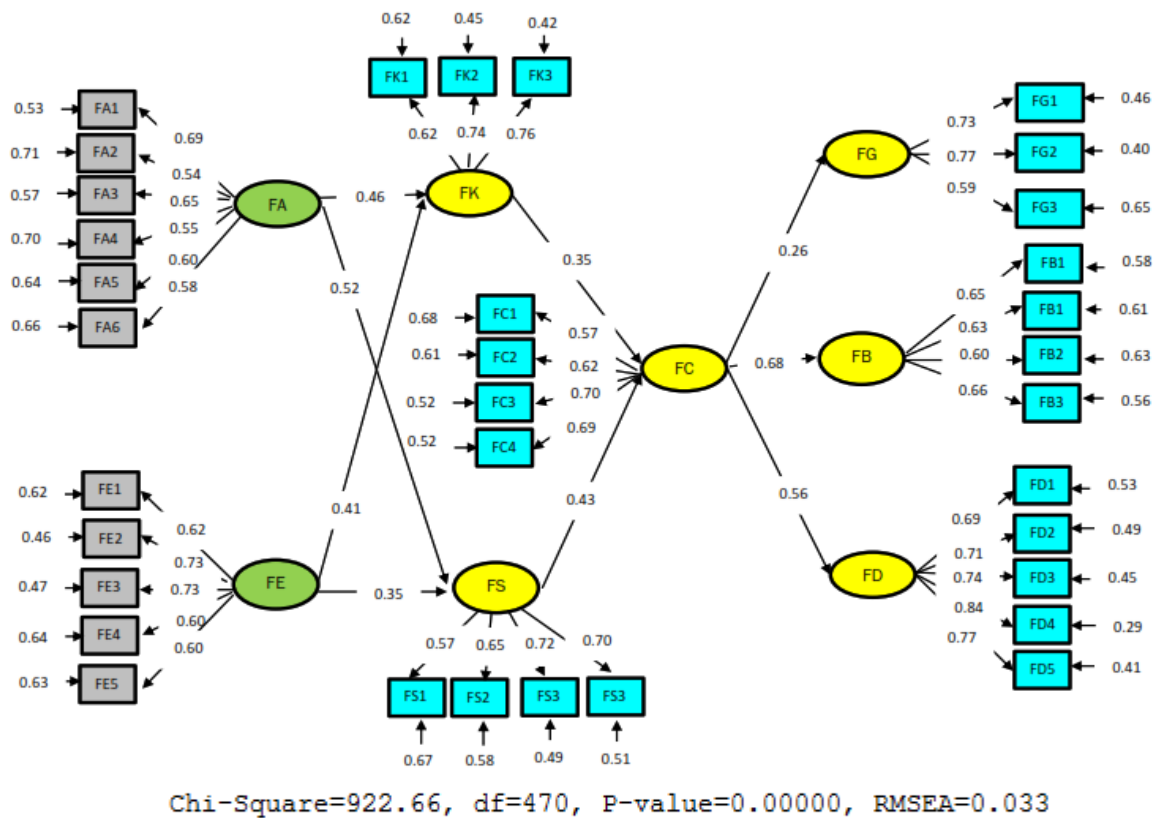 0.62 0.45 0.42
FK1 FK2 FK3
0.62 0.74 0.76
0.53 FA1 0.69
0.71 FA2 0.54
0.57 FA3 0.65
0.70 FA4 0.55
0.64 FA5 0.60
0.66 FA6 0.58
FA 0.46 FK
0.52
0.35
0.73 FG1 0.46
FG 0.77 FG2 0.40
0.59 FG3 0.65
0.26
0.68 FC1 0.57
0.61 FC2 0.62
0.52 FC3 0.70
0.52 FC4 0.69
FC 0.68 FB
0.65 FB1 0.58
0.63 FB1 0.61
0.60 FB2 0.63
0.66 FB3 0.56
0.41
0.43
0.56
0.62 FE1 0.62
0.46 FE2 0.73
0.47 FE3 0.73
0.64 FE4 0.60
0.63 FE5 0.60
FE 0.35 FS
FD
0.69 FD1 0.53
0.71 FD2 0.49
0.74 FD3 0.45
0.84 FD4 0.29
0.77 FD5 0.41
0.57 0.65 0.72 0.70
FS1 FS2 FS3 FS3
0.67 0.58 0.49 0.51
Chi-Square=922.66, df=470, P-value=0.00000, RMSEA=0.033